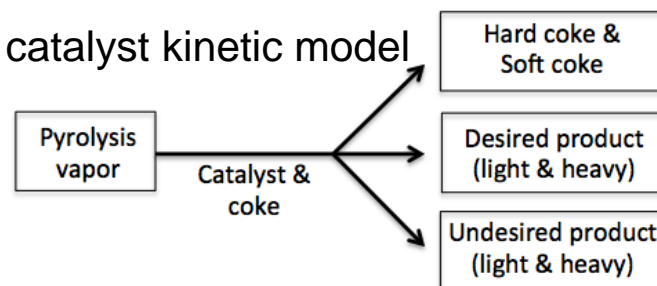 catalyst kinetic model
Hard coke &
Soft coke
Pyrolysis
vapor
Catalyst &
coke
Desired product
(light & heavy)
Undesired product
(light & heavy)